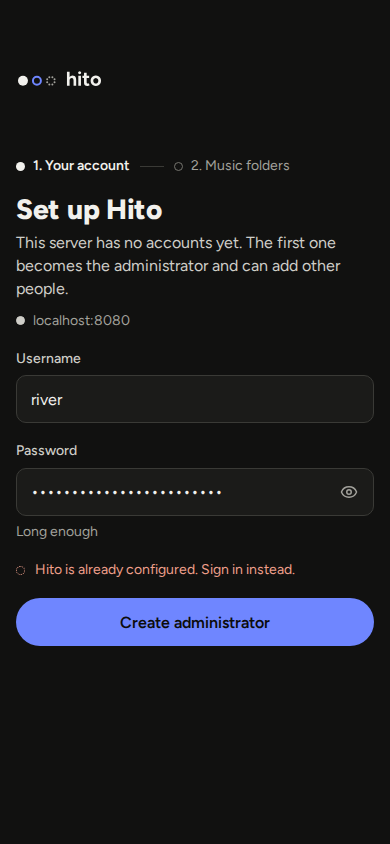 hito
1. Your account
2. Music folders
Set up Hito
This server has no accounts yet. The first one
becomes the administrator and can add other
people.
localhost:8080
Username
river
Password
••••••••••••••••••••••••
Long enough
Hito is already configured. Sign in instead.
Create administrator